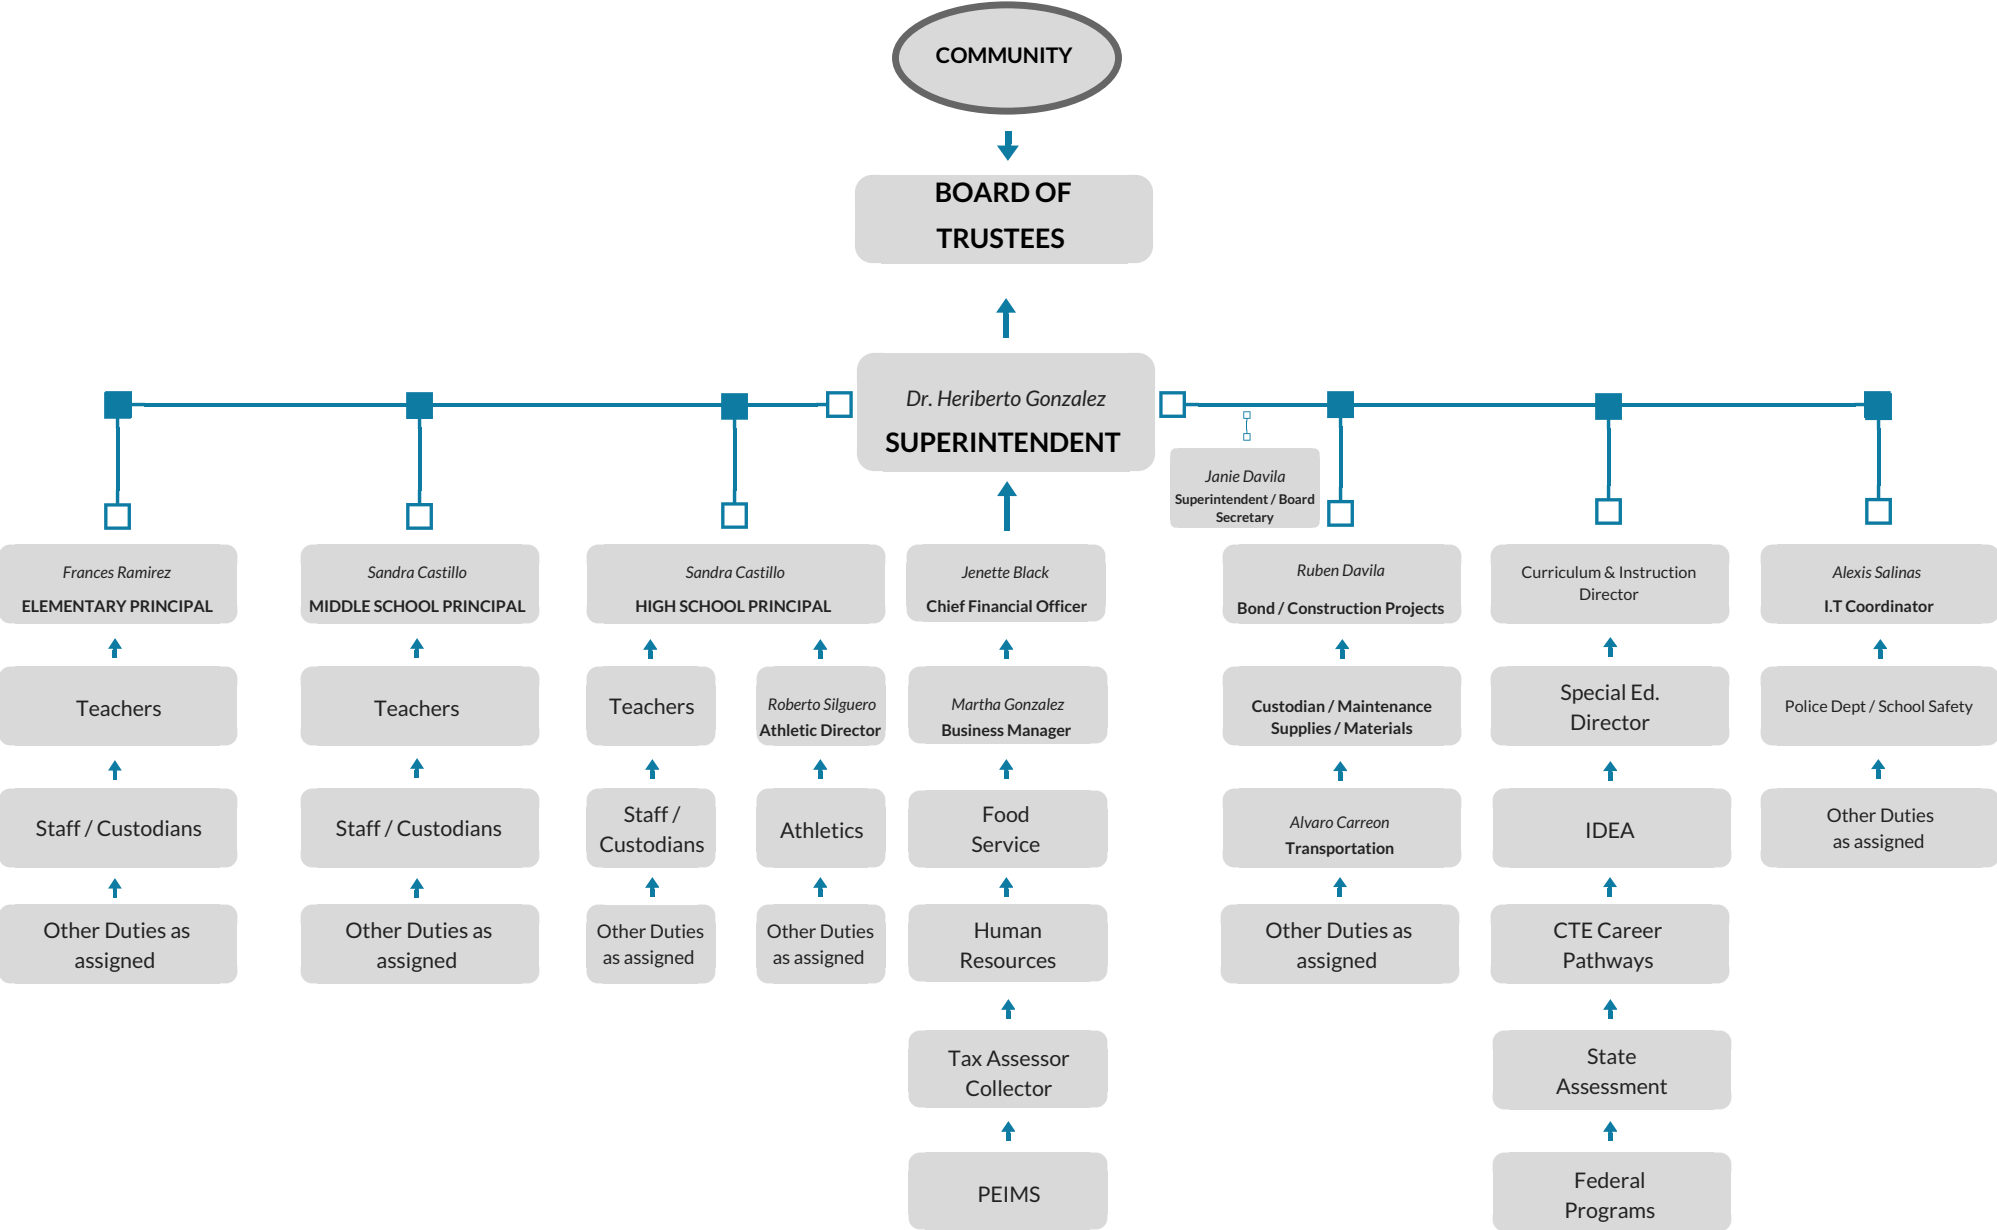 COMMUNITY
BOARD OF
TRUSTEES
Dr. Heriberto Gonzalez
SUPERINTENDENT
Janie Davila
Superintendent / Board
Secretary
Frances Ramirez
ELEMENTARY PRINCIPAL
Teachers
Staff / Custodians
Other Duties as
assigned
Sandra Castillo
MIDDLE SCHOOL PRINCIPAL
Teachers
Staff / Custodians
Other Duties as
assigned
Sandra Castillo
HIGH SCHOOL PRINCIPAL
Teachers
Staff /
Custodians
Other Duties
as assigned
Roberto Silguero
Athletic Director
Athletics
Other Duties
as assigned
Jenette Black
Chief Financial Officer
Martha Gonzalez
Business Manager
Food
Service
Human
Resources
Tax Assessor
Collector
PEIMS
Ruben Davila
Bond / Construction Projects
Custodian / Maintenance
Supplies / Materials
Alvaro Carreon
Transportation
Other Duties as
assigned
Curriculum & Instruction
Director
Special Ed.
Director
IDEA
CTE Career
Pathways
State
Assessment
Federal
Programs
Alexis Salinas
I.T Coordinator
Police Dept / School Safety
Other Duties
as assigned